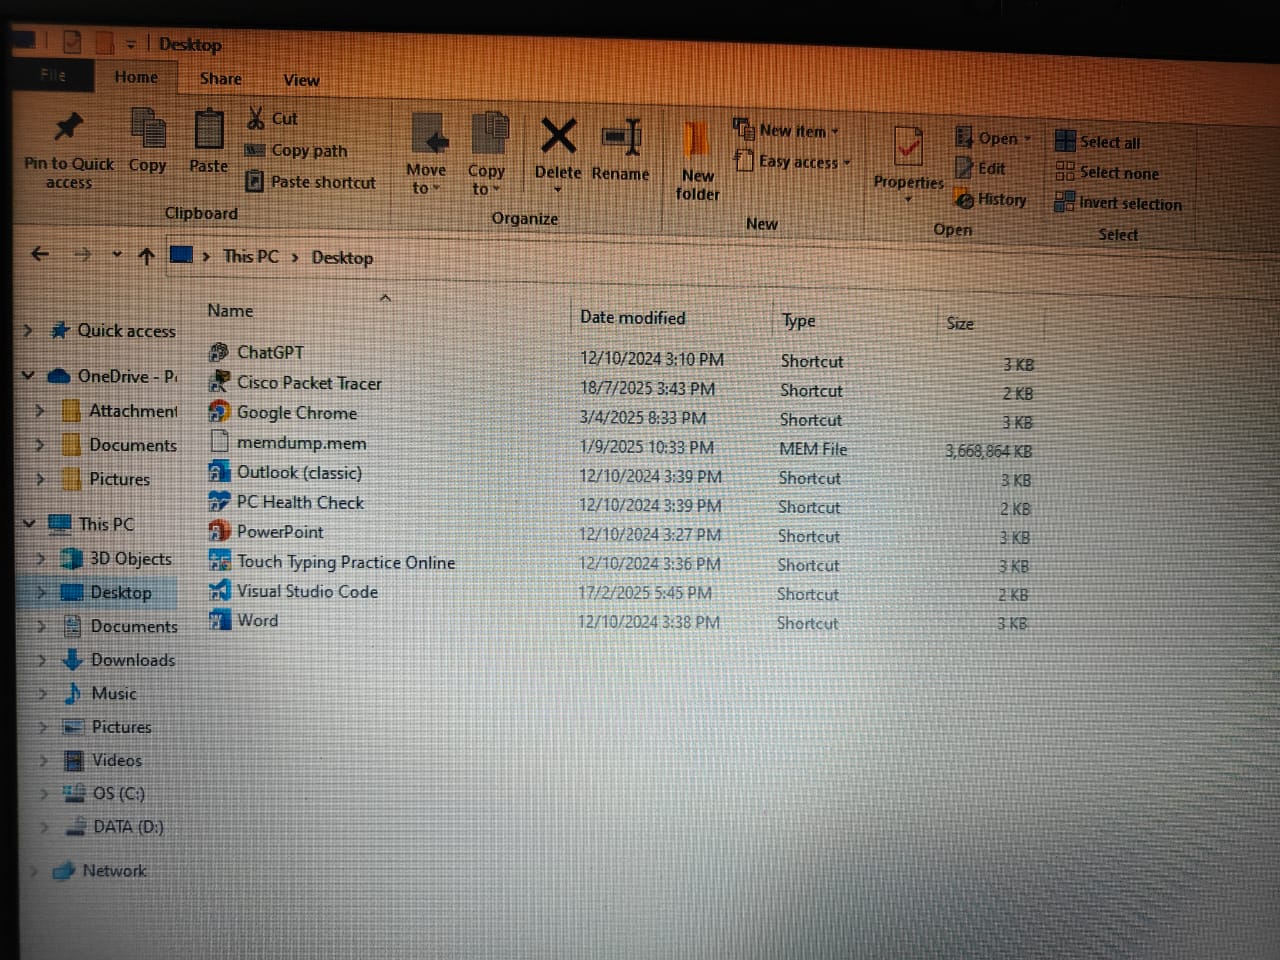 Desktop
File Home Share View
Pin to Quick access
Copy
Paste
Cut
Copy path
Paste shortcut
Clipboard
Move to
Copy to
Delete
Rename
Organize
New folder
New item
Easy access
New
Properties
Open
Edit
History
Open
Select all
Select none
Invert selection
Select
This PC > Desktop
Quick access
OneDrive - P
Attachment
Documents
Pictures
This PC
3D Objects
Desktop
Documents
Downloads
Music
Pictures
Videos
OS (C:)
DATA (D:)
Network
Name Date modified Type Size
ChatGPT 12/10/2024 3:10 PM Shortcut 3 KB
Cisco Packet Tracer 18/7/2025 3:43 PM Shortcut 2 KB
Google Chrome 3/4/2025 8:33 PM Shortcut 3 KB
memdump.mem 1/9/2025 10:33 PM MEM File 3,668,864 KB
Outlook (classic) 12/10/2024 3:39 PM Shortcut 3 KB
PC Health Check 12/10/2024 3:39 PM Shortcut 2 KB
PowerPoint 12/10/2024 3:27 PM Shortcut 3 KB
Touch Typing Practice Online 12/10/2024 3:36 PM Shortcut 3 KB
Visual Studio Code 17/2/2025 5:45 PM Shortcut 2 KB
Word 12/10/2024 3:38 PM Shortcut 3 KB